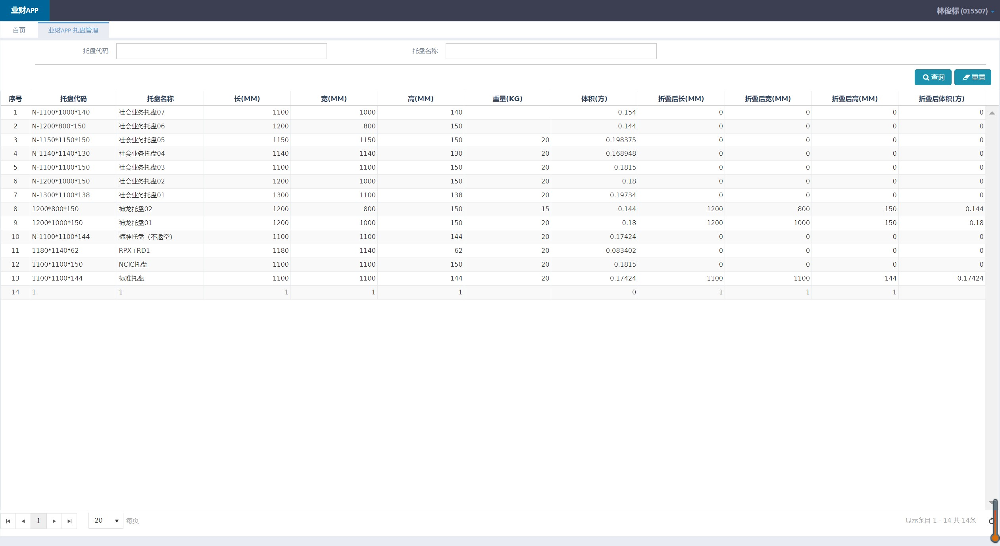 业财APP
林俊标 (015507)
首页 业财APP-托盘管理
托盘代码 托盘名称
查询 重置
序号 托盘代码 托盘名称 长(MM) 宽(MM) 高(MM) 重量(KG) 体积(方) 折叠后长(MM) 折叠后宽(MM) 折叠后高(MM) 折叠后体积(方)
1 N-1100*1000*140 社会业务托盘07 1100 1000 140 0.154 0 0 0 0
2 N-1200*800*150 社会业务托盘06 1200 800 150 0.144 0 0 0 0
3 N-1150*1150*150 社会业务托盘05 1150 1150 150 20 0.198375 0 0 0 0
4 N-1140*1140*130 社会业务托盘04 1140 1140 130 20 0.168948 0 0 0 0
5 N-1100*1100*150 社会业务托盘03 1100 1100 150 20 0.1815 0 0 0 0
6 N-1200*1000*150 社会业务托盘02 1200 1000 150 20 0.18 0 0 0 0
7 N-1300*1100*138 社会业务托盘01 1300 1100 138 20 0.19734 0 0 0 0
8 1200*800*150 神龙托盘02 1200 800 150 15 0.144 1200 800 150 0.144
9 1200*1000*150 神龙托盘01 1200 1000 150 20 0.18 1200 1000 150 0.18
10 N-1100*1100*144 标准托盘（不返空） 1100 1100 144 20 0.17424 0 0 0 0
11 1180*1140*62 RPX+RD1 1180 1140 62 20 0.083402 0 0 0 0
12 1100*1100*150 NCIC托盘 1100 1100 150 20 0.1815 0 0 0 0
13 1100*1100*144 标准托盘 1100 1100 144 20 0.17424 1100 1100 144 0.17424
14 1 1 1 1 1 0 1 1 1
1 20 每页 显示条目 1 - 14 共 14条